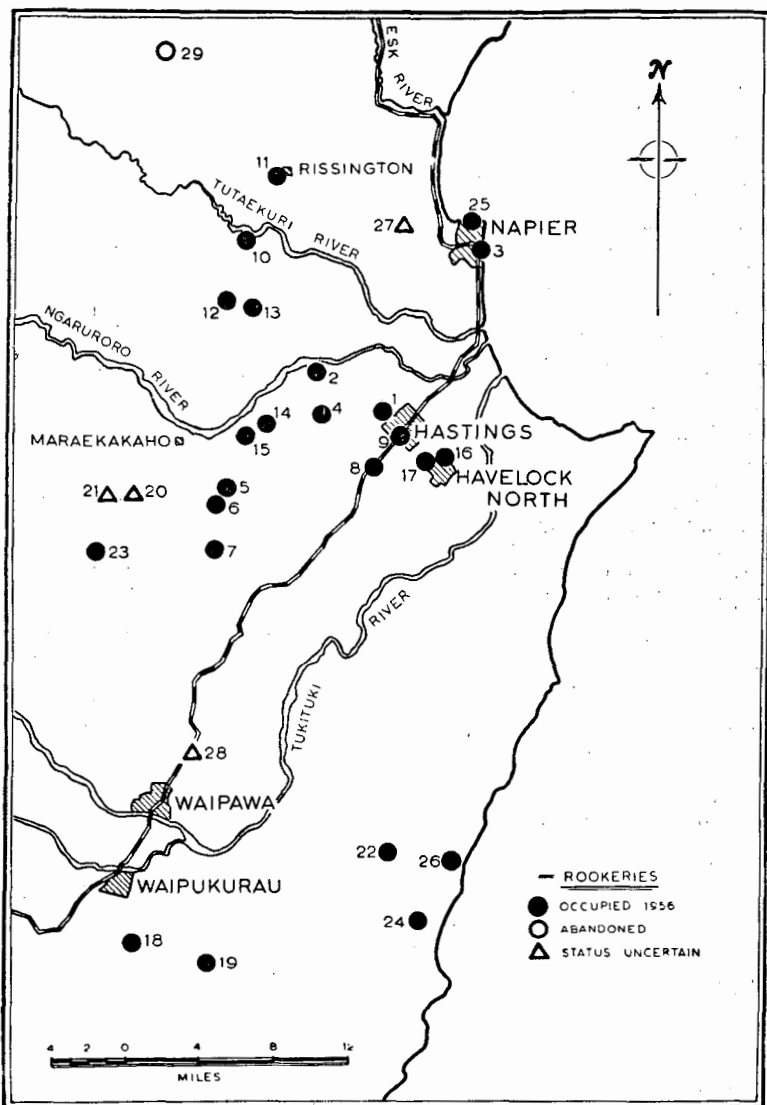 29
ESK
RIVER
N
11 RISSINGTON
TUTAEKURI
RIVER
27
25
NAPIER
3
10
12
13
NGARURORO
RIVER
2
14
4
1
MARAEKAKAHO
15
9 HASTINGS
8
17
16
HAVELOCK
NORTH
21
20
5
6
23
7
TUKITUKI
RIVER
28
WAIPAWA
22
26
WAIPUKURAU
24
18
19
ROOKERIES
OCCUPIED 1956
ABANDONED
STATUS UNCERTAIN
4 2 0 4 8 12
MILES